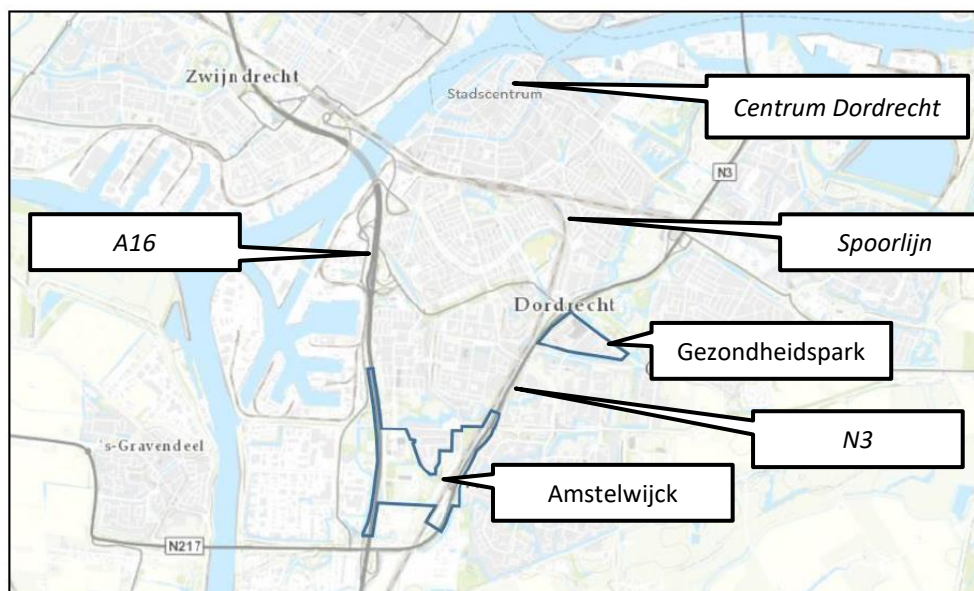 Zwijndrecht
Stadscentrum
Centrum Dordrecht
N3
A16
Spoorlijn
Dordrecht
Gezondheidspark
's-Gravendeel
N3
Amstelwijck
N217